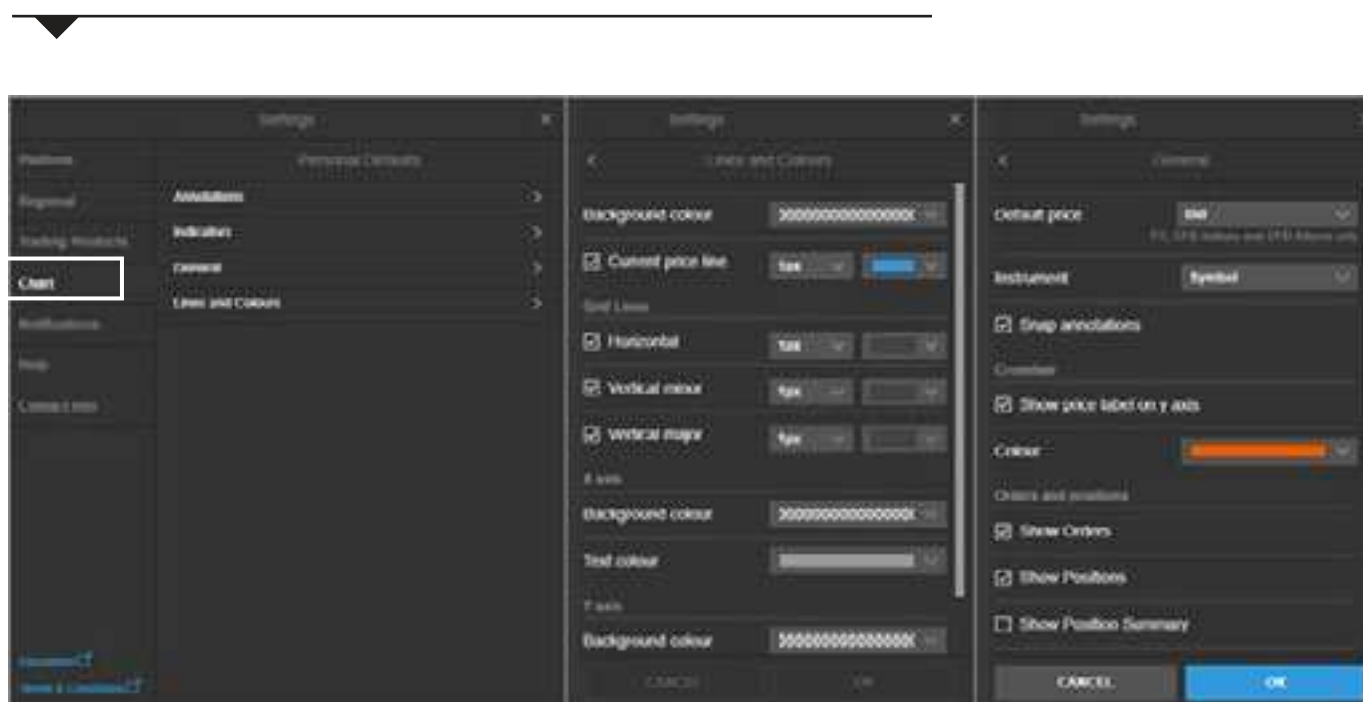 Settings
Personal Defaults
Platform
Regional
Trading Products
Chart
Notifications
Help
Contact Info
Annotations
Indicators
General
Lines and Colours
Terms & Conditions
Settings
Lines and Colours
Background colour
Current price line
1px
Grid Lines
Horizontal
1px
Vertical minor
1px
Vertical major
1px
X axis
Background colour
Text colour
Y axis
Background colour
CANCEL
OK
Settings
General
Default price
Bid
Instrument
Symbol
Snap annotations
Crosshair
Show price label on y axis
Colour
Orders and positions
Show Orders
Show Positions
Show Position Summary
CANCEL
OK